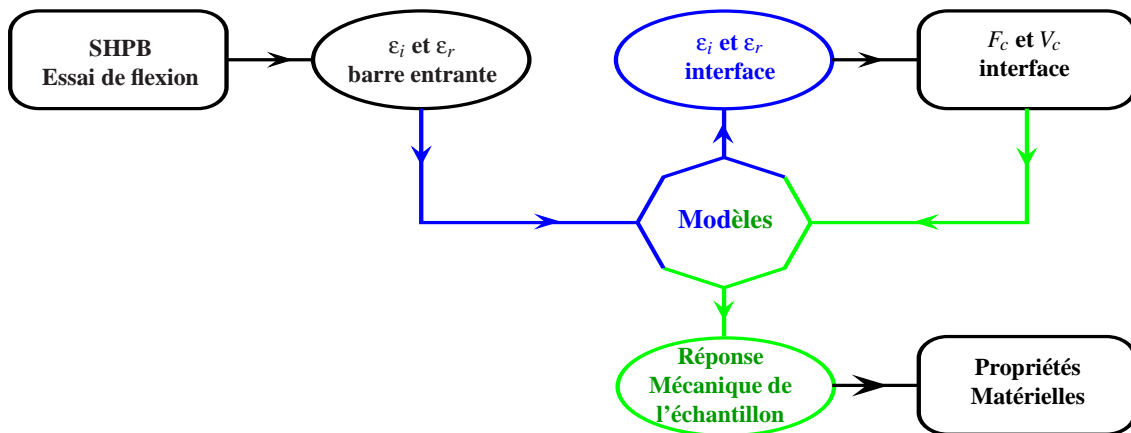 SHPB
Essai de flexion
εi et εr
barre entrante
εi et εr
interface
Fc et Vc
interface
Modèles
Réponse
Mécanique de
l'échantillon
Propriétés
Matérielles